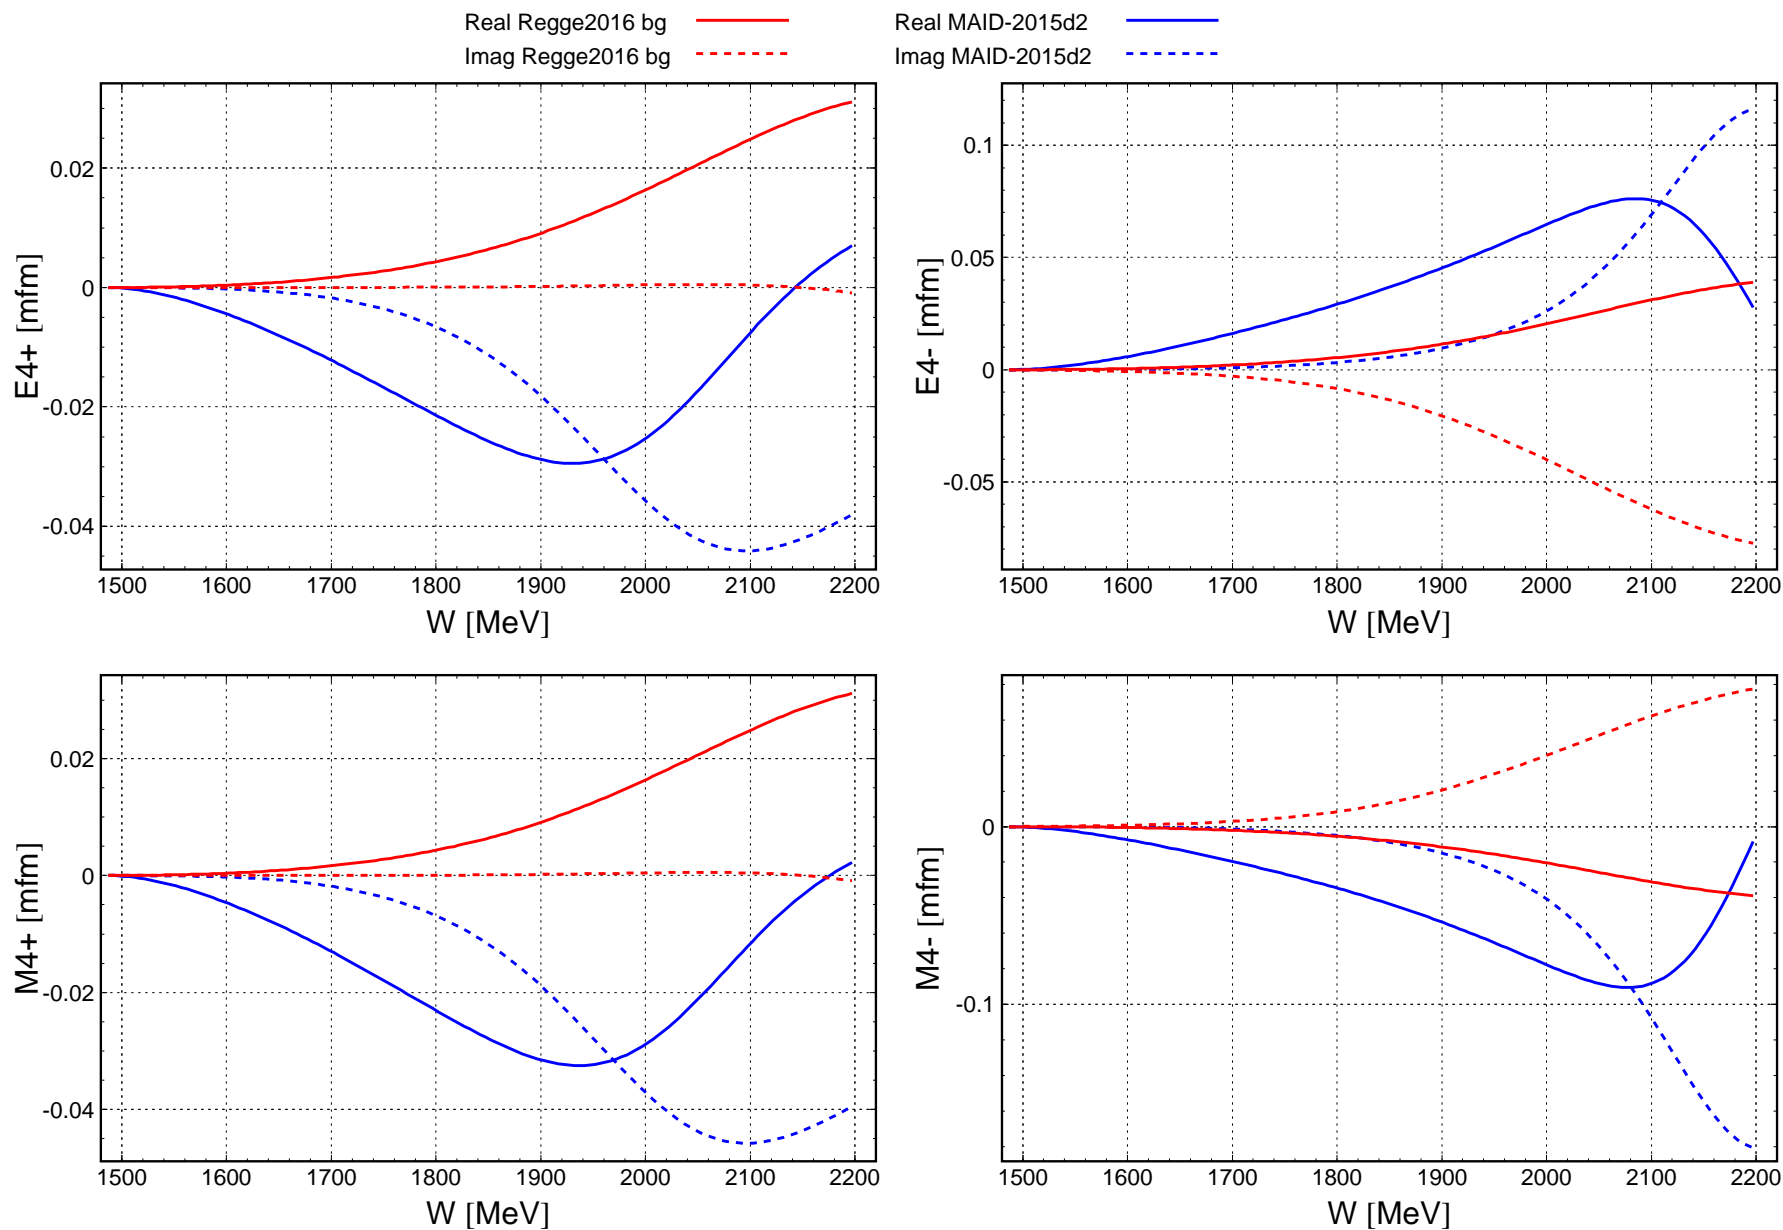 Real Regge2016 bg
Imag Regge2016 bg
Real MAID-2015d2
Imag MAID-2015d2
0.02
0
-0.02
-0.04
E4+ [mfm]
1500 1600 1700 1800 1900 2000 2100 2200
W [MeV]
0.1
0.05
0
-0.05
E4- [mfm]
1500 1600 1700 1800 1900 2000 2100 2200
W [MeV]
0.02
0
-0.02
-0.04
M4+ [mfm]
1500 1600 1700 1800 1900 2000 2100 2200
W [MeV]
0
-0.1
M4- [mfm]
1500 1600 1700 1800 1900 2000 2100 2200
W [MeV]